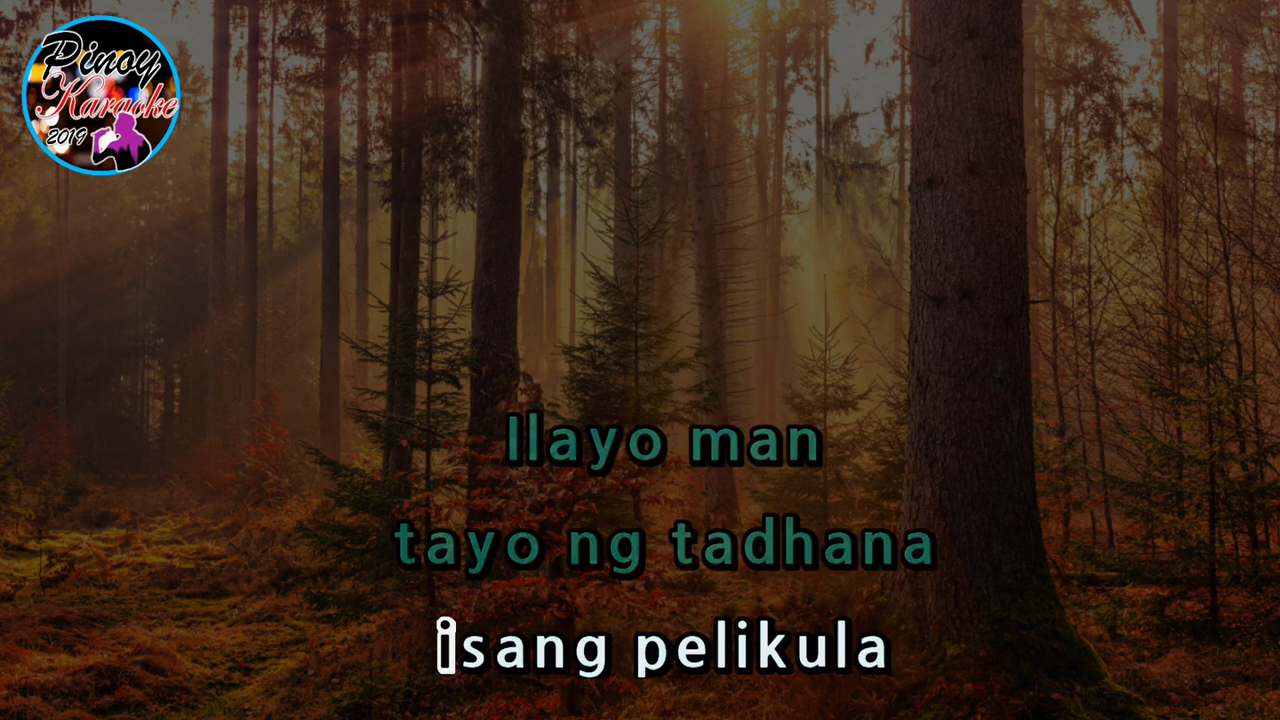 Pinoy
Karaoke
2019
Ilayo man
tayo ng tadhana
isang pelikula